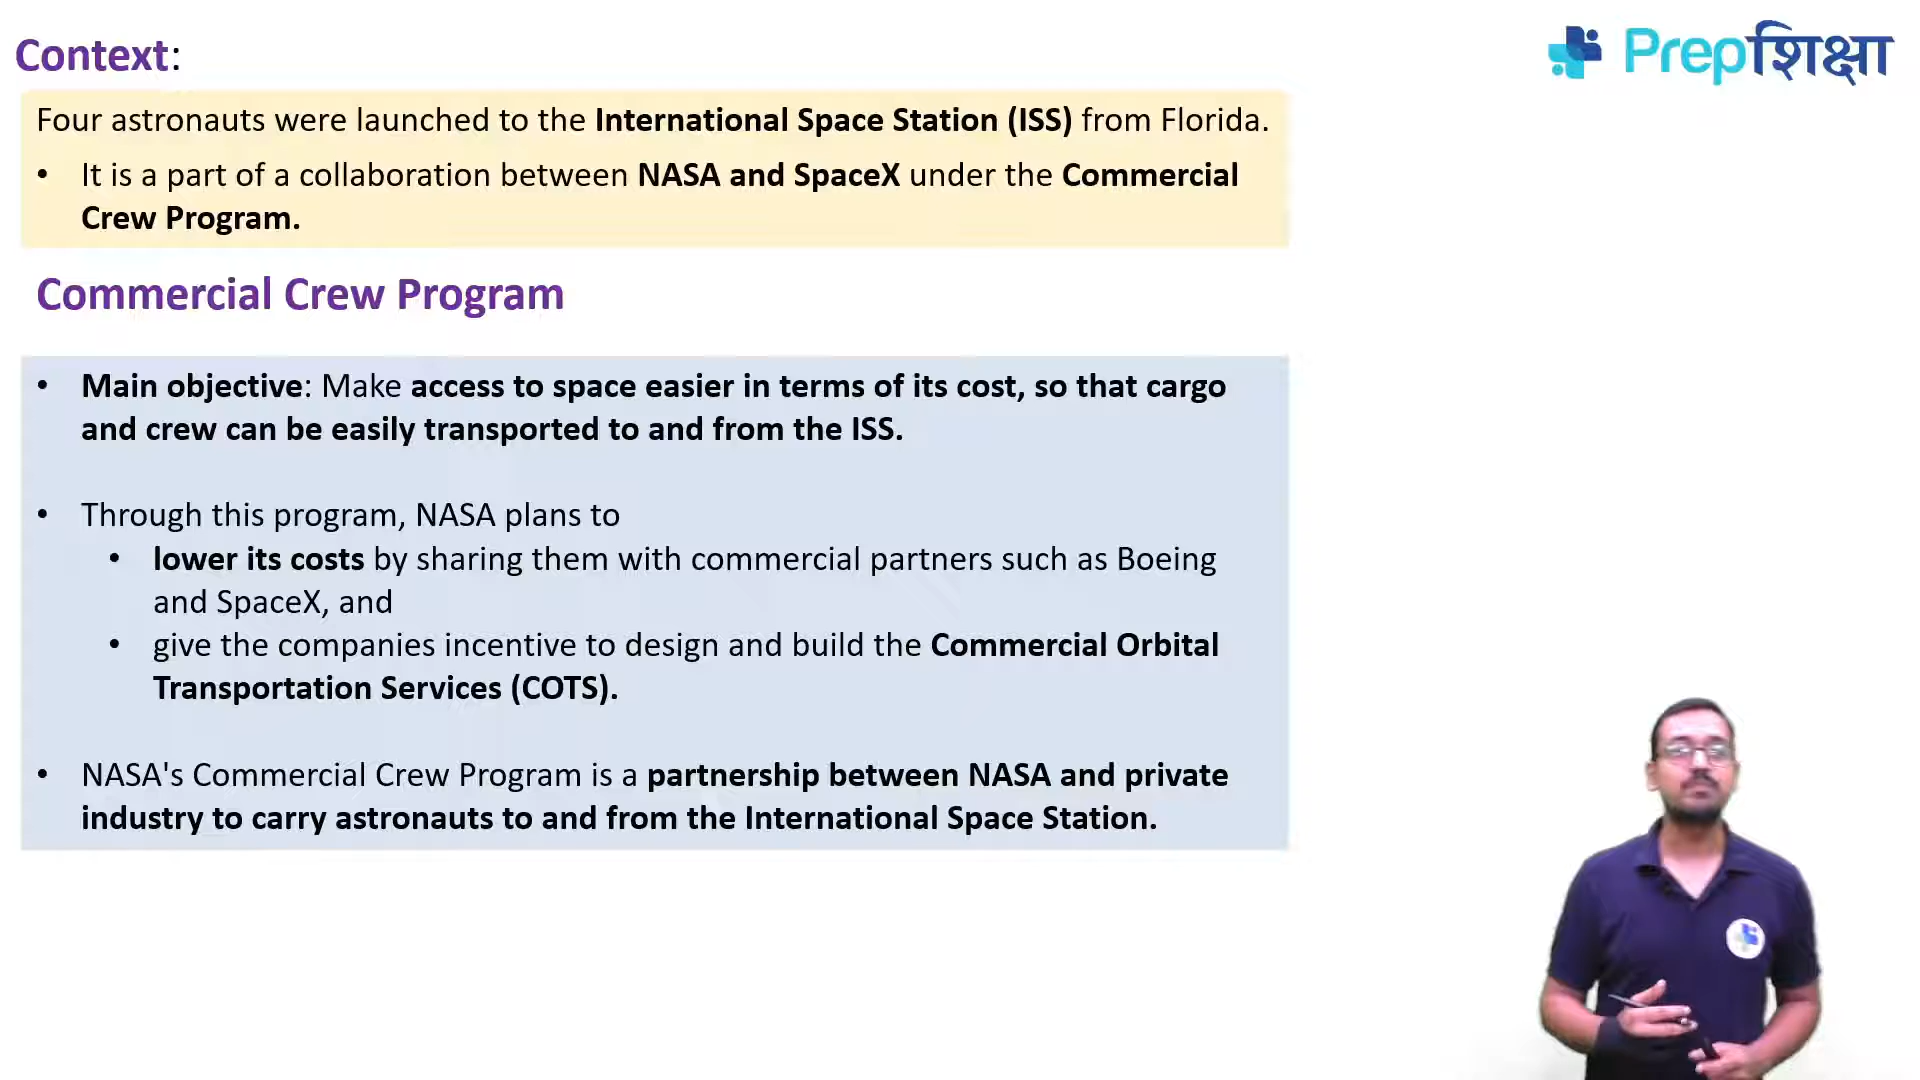 Context:
Prepशिक्षा
Four astronauts were launched to the International Space Station (ISS) from Florida.
• It is a part of a collaboration between NASA and SpaceX under the Commercial
Crew Program.
Commercial Crew Program
• Main objective: Make access to space easier in terms of its cost, so that cargo
and crew can be easily transported to and from the ISS.
• Through this program, NASA plans to
• lower its costs by sharing them with commercial partners such as Boeing
and SpaceX, and
• give the companies incentive to design and build the Commercial Orbital
Transportation Services (COTS).
• NASA's Commercial Crew Program is a partnership between NASA and private
industry to carry astronauts to and from the International Space Station.